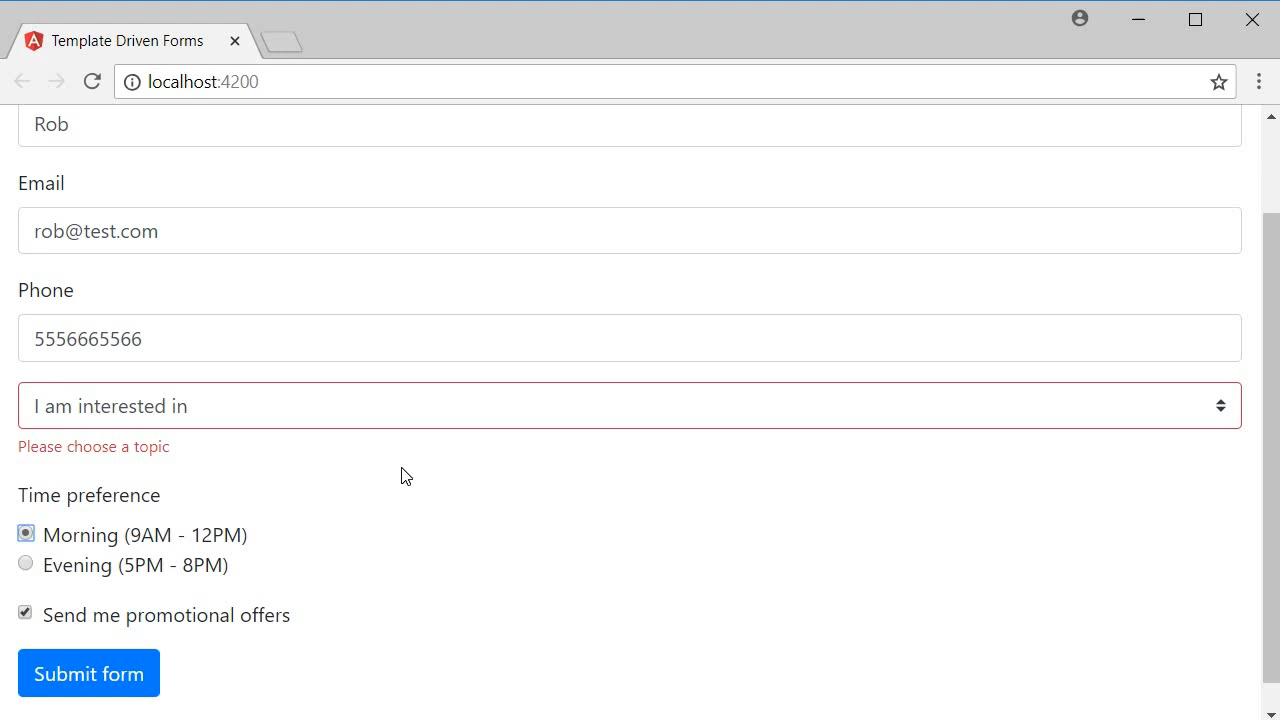 Template Driven Forms
localhost:4200
Rob
Email
rob@test.com
Phone
5556665566
I am interested in
Please choose a topic
Time preference
Morning (9AM - 12PM)
Evening (5PM - 8PM)
Send me promotional offers
Submit form